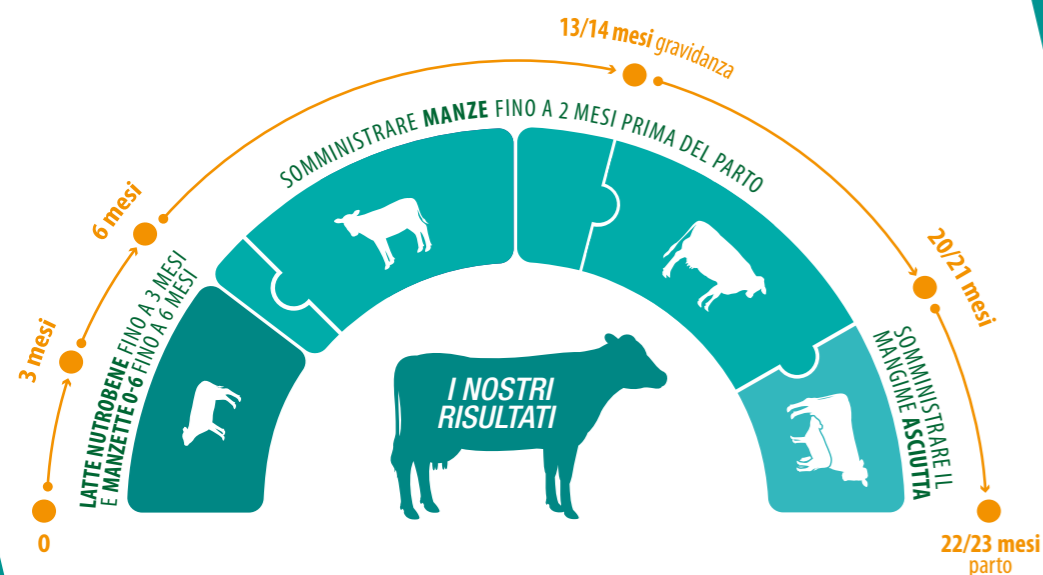 0
3 mesi
6 mesi
13/14 mesi gravidanza
20/21 mesi
22/23 mesi
parto
LATTE NUTROBENE FINO A 3 MESI
E MANZETTE 0-6 FINO A 6 MESI
SOMMINISTRARE MANZE FINO A 2 MESI PRIMA DEL PARTO
SOMMINISTRARE IL
MANGIME ASCIUTTA
I NOSTRI
RISULTATI